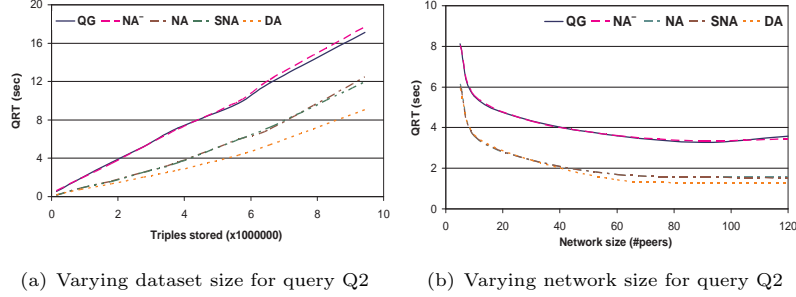 QG NA⁻ NA SNA DA
20
16
12
8
4
0
QRT (sec)
0 2 4 6 8 10
Triples stored (x1000000)
(a) Varying dataset size for query Q2
QG NA⁻ NA SNA DA
10
8
6
4
2
0
QRT (sec)
0 20 40 60 80 100 120
Network size (#peers)
(b) Varying network size for query Q2